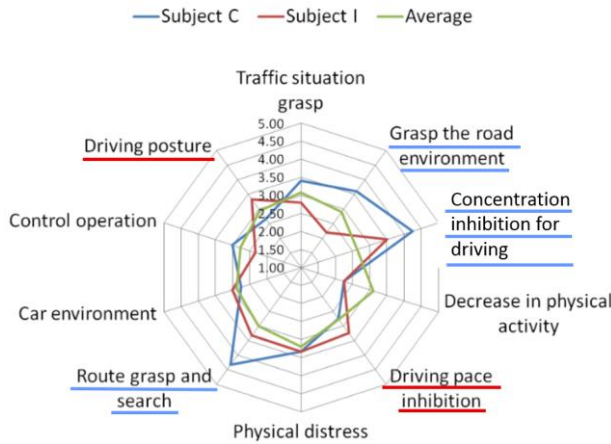 Subject C Subject I Average
Traffic situation
grasp
Grasp the road
environment
Concentration
inhibition for
driving
Decrease in physical
activity
Driving pace
inhibition
Physical distress
Route grasp and
search
Car environment
Control operation
Driving posture
5.00
4.50
4.00
3.50
3.00
2.50
2.00
1.50
1.00